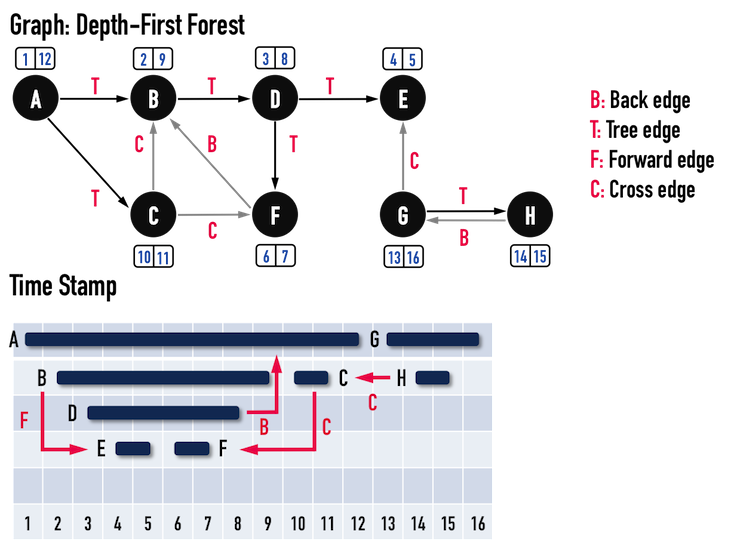 Graph: Depth-First Forest
1 12
2 9
3 8
4 5
A T B T D T E
B: Back edge
T: Tree edge
F: Forward edge
C: Cross edge
C B T C
T C C F G T H
B
10 11
6 7
13 16
14 15
Time Stamp
A G
B C H
C
F D B C
E F
1 2 3 4 5 6 7 8 9 10 11 12 13 14 15 16